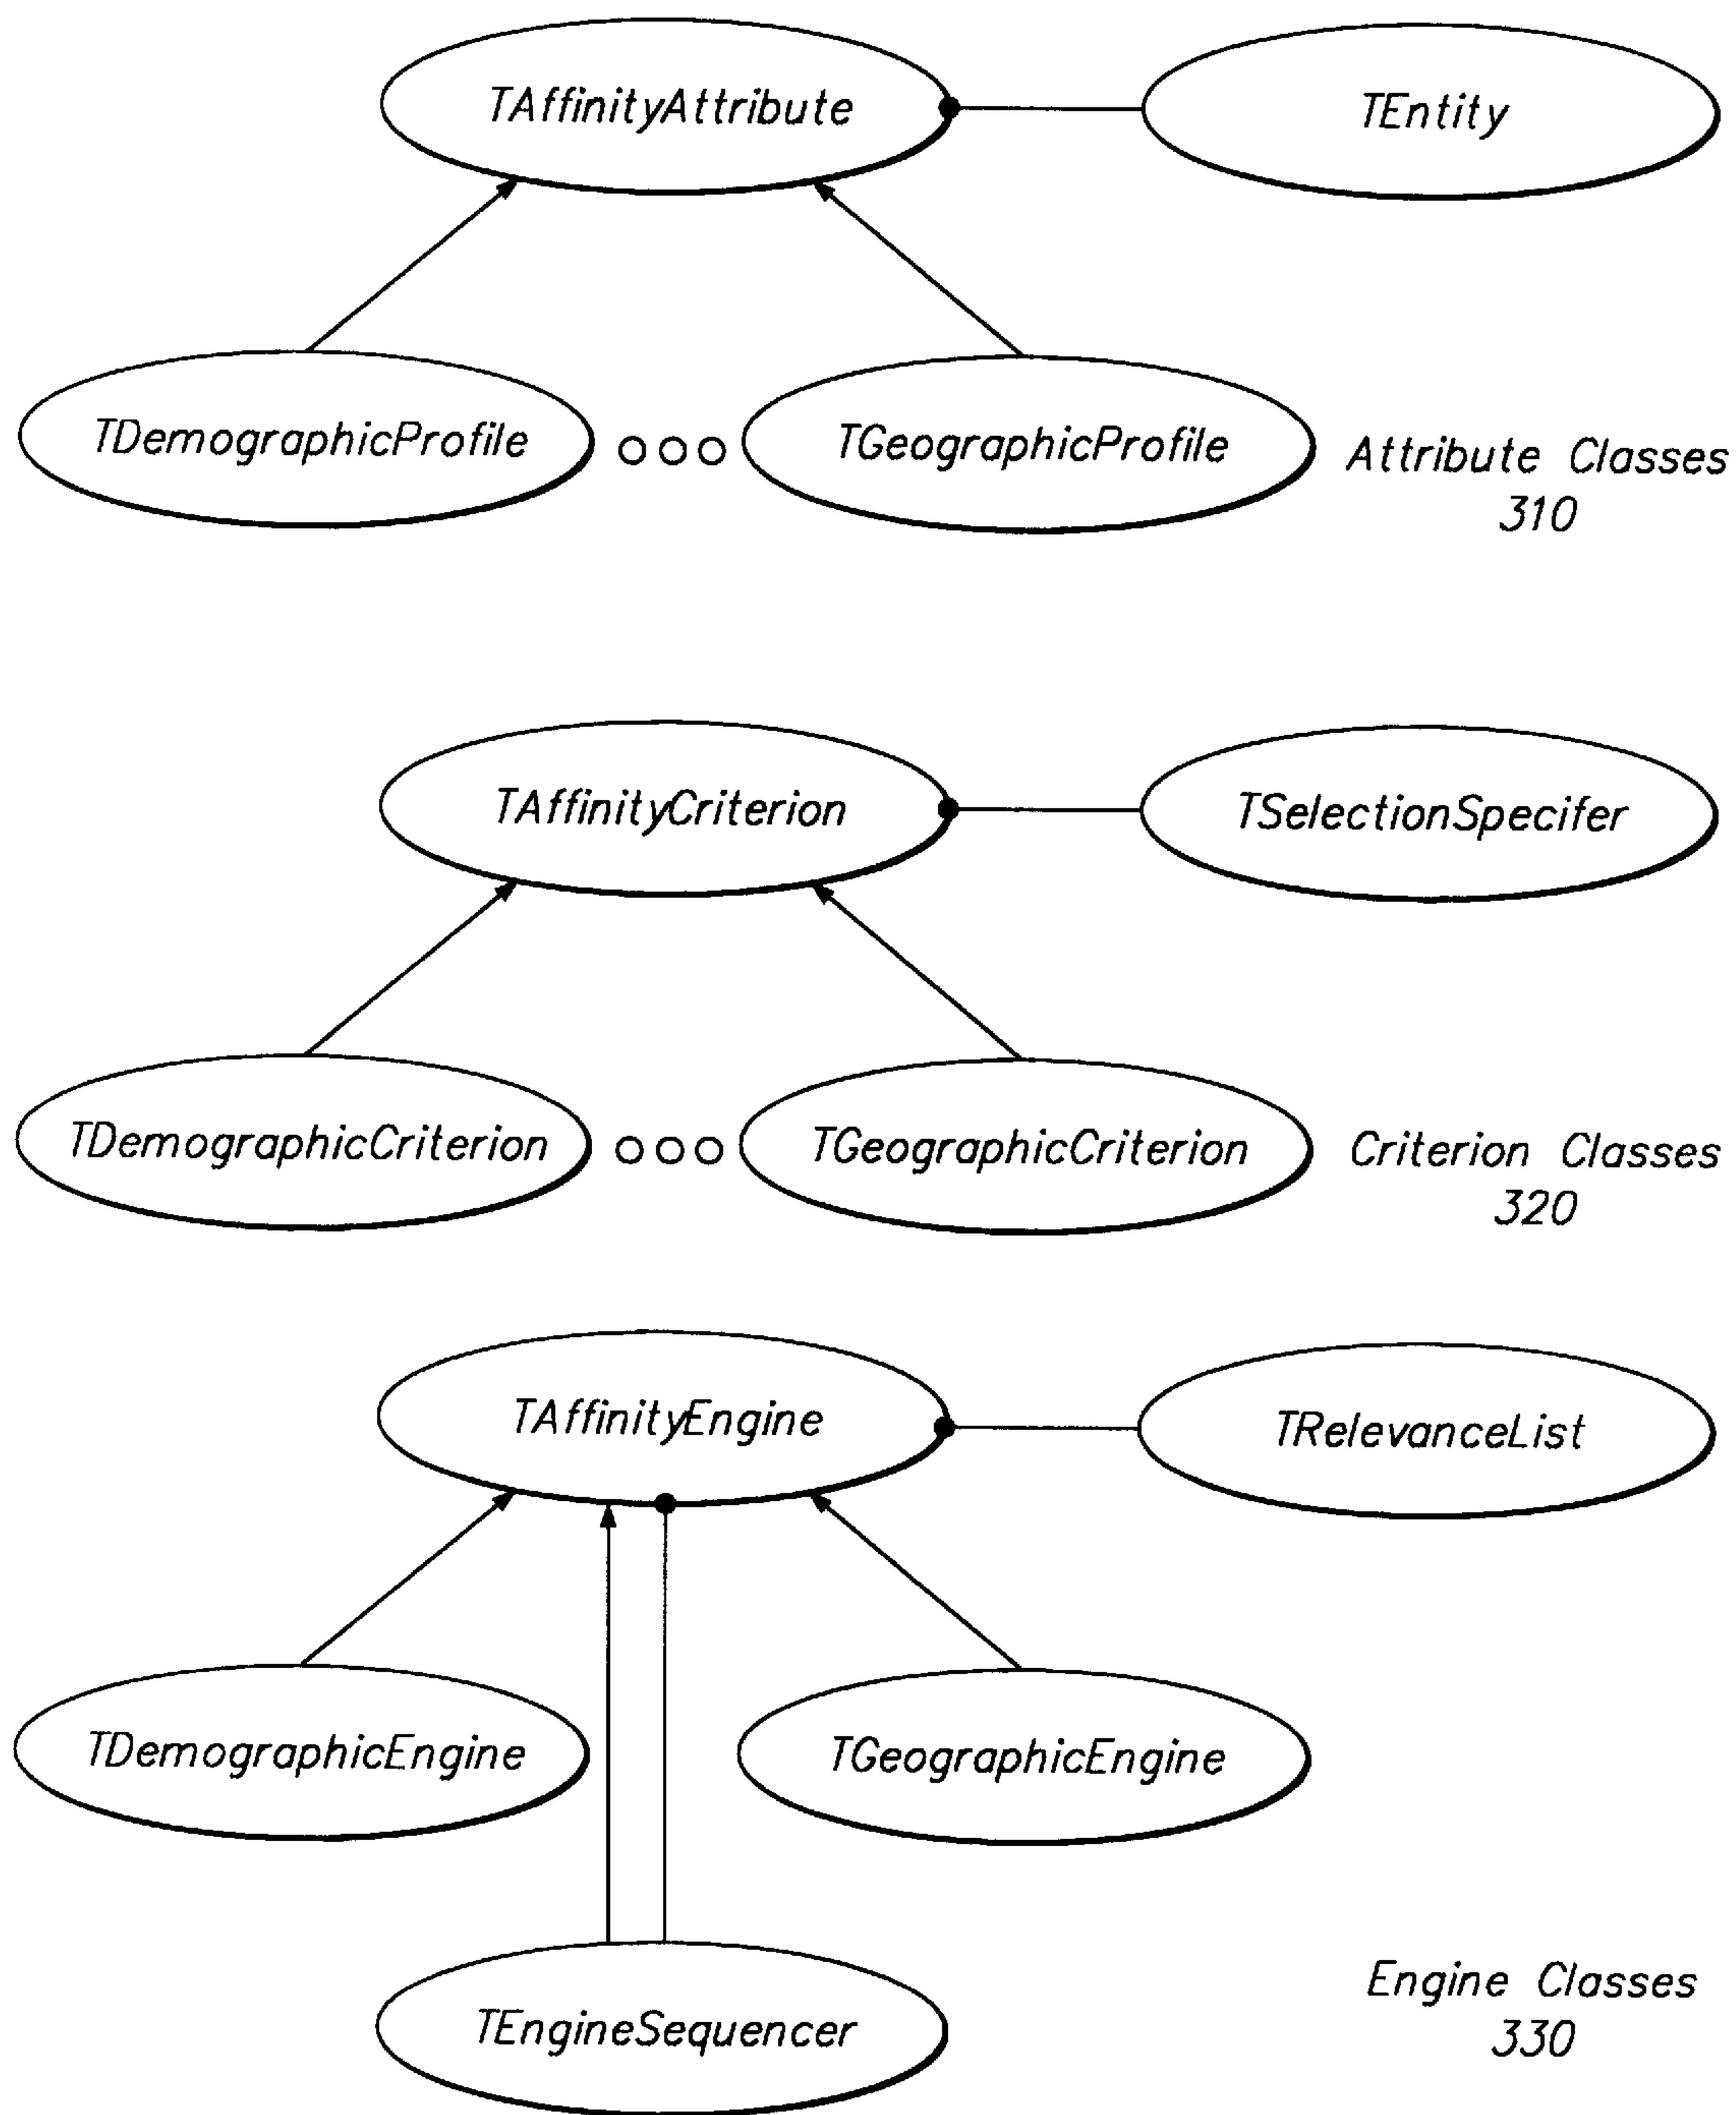 TAffinityAttribute
TEntity
TDemographicProfile
TGeographicProfile
Attribute Classes
310
TAffinityCriterion
TSelectionSpecifer
TDemographicCriterion
TGeographicCriterion
Criterion Classes
320
TAffinityEngine
TRelevanceList
TDemographicEngine
TGeographicEngine
TEngineSequencer
Engine Classes
330